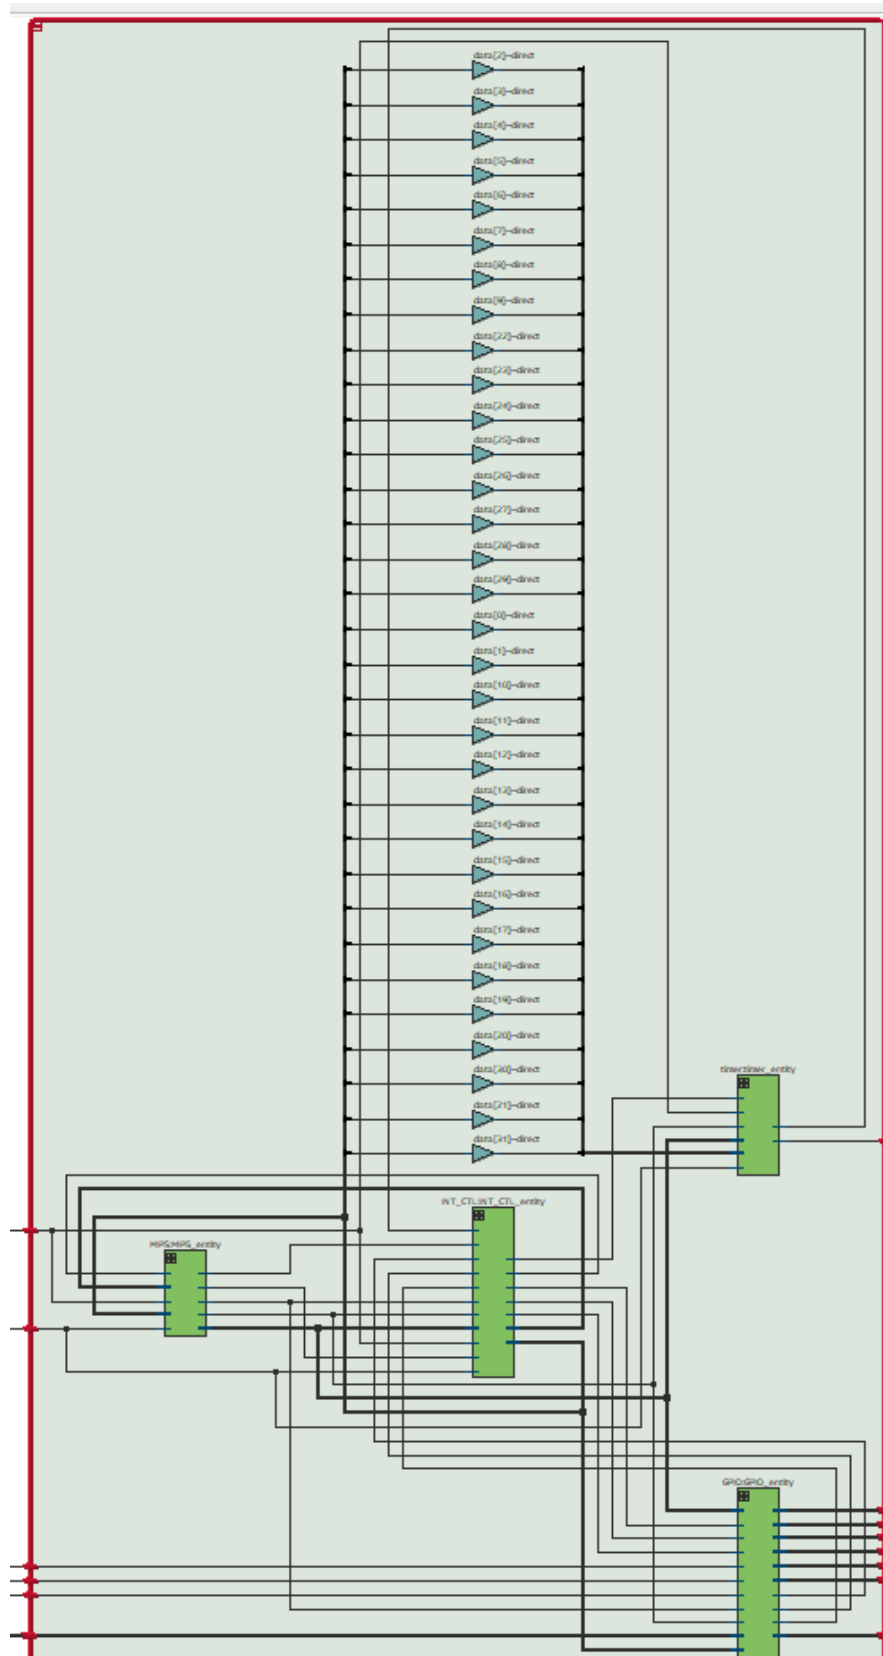 data[2]~direct
data[3]~direct
data[4]~direct
data[5]~direct
data[6]~direct
data[7]~direct
data[8]~direct
data[9]~direct
data[22]~direct
data[23]~direct
data[24]~direct
data[25]~direct
data[26]~direct
data[27]~direct
data[28]~direct
data[29]~direct
data[0]~direct
data[1]~direct
data[10]~direct
data[11]~direct
data[12]~direct
data[13]~direct
data[14]~direct
data[15]~direct
data[16]~direct
data[17]~direct
data[18]~direct
data[19]~direct
data[20]~direct
data[30]~direct
data[21]~direct
data[31]~direct
timer:timer_entity
INT_CTL:INT_CTL_entity
MIPS:MIPS_entity
GPIO:GPIO_entity